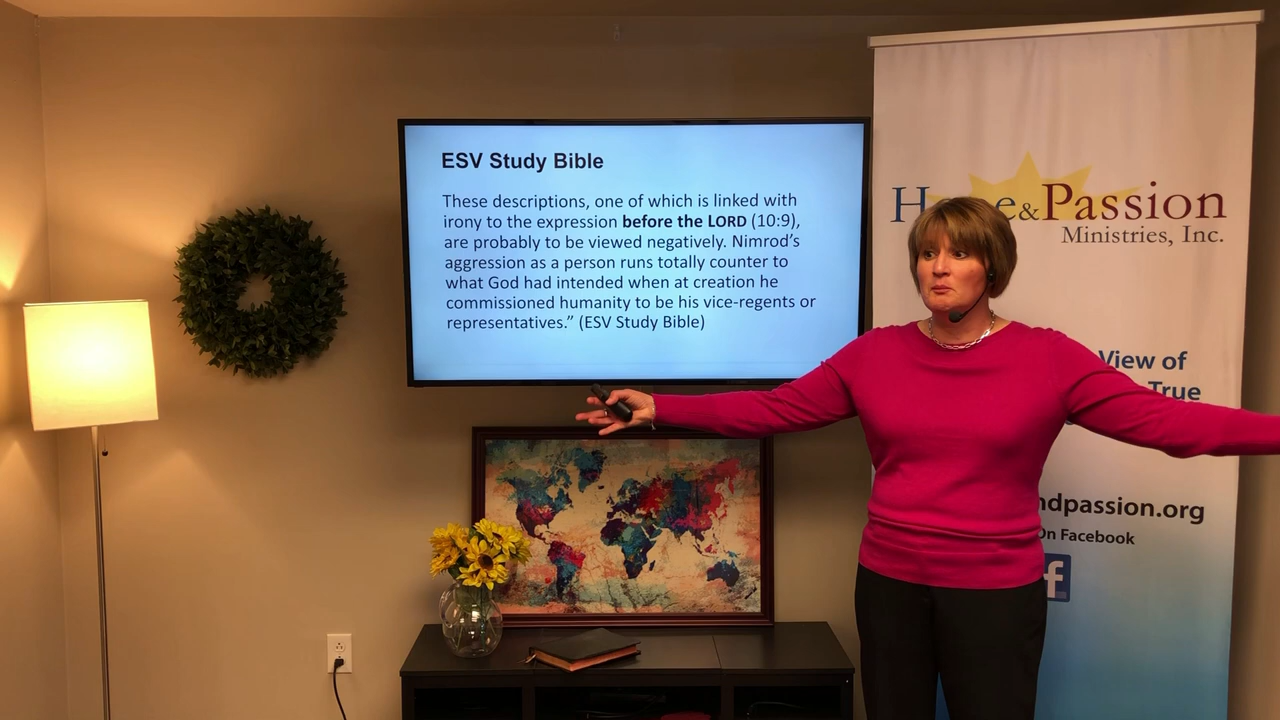 ESV Study Bible
These descriptions, one of which is linked with
irony to the expression before the LORD (10:9),
are probably to be viewed negatively. Nimrod's
aggression as a person runs totally counter to
what God had intended when at creation he
commissioned humanity to be his vice-regents or
representatives.” (ESV Study Bible)
&Passion
Ministries, Inc.
View of
True
ndpassion.org
On Facebook
f